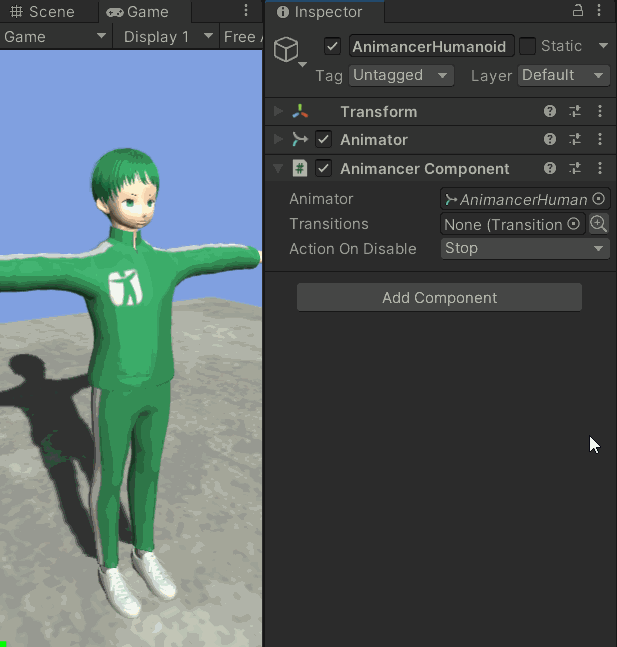 Scene
Game
Inspector
Game
Display 1
Free
AnimancerHumanoid
Static
Tag
Untagged
Layer
Default
Transform
Animator
Animancer Component
Animator
AnimancerHuman
Transitions
None (Transition
Action On Disable
Stop
Add Component